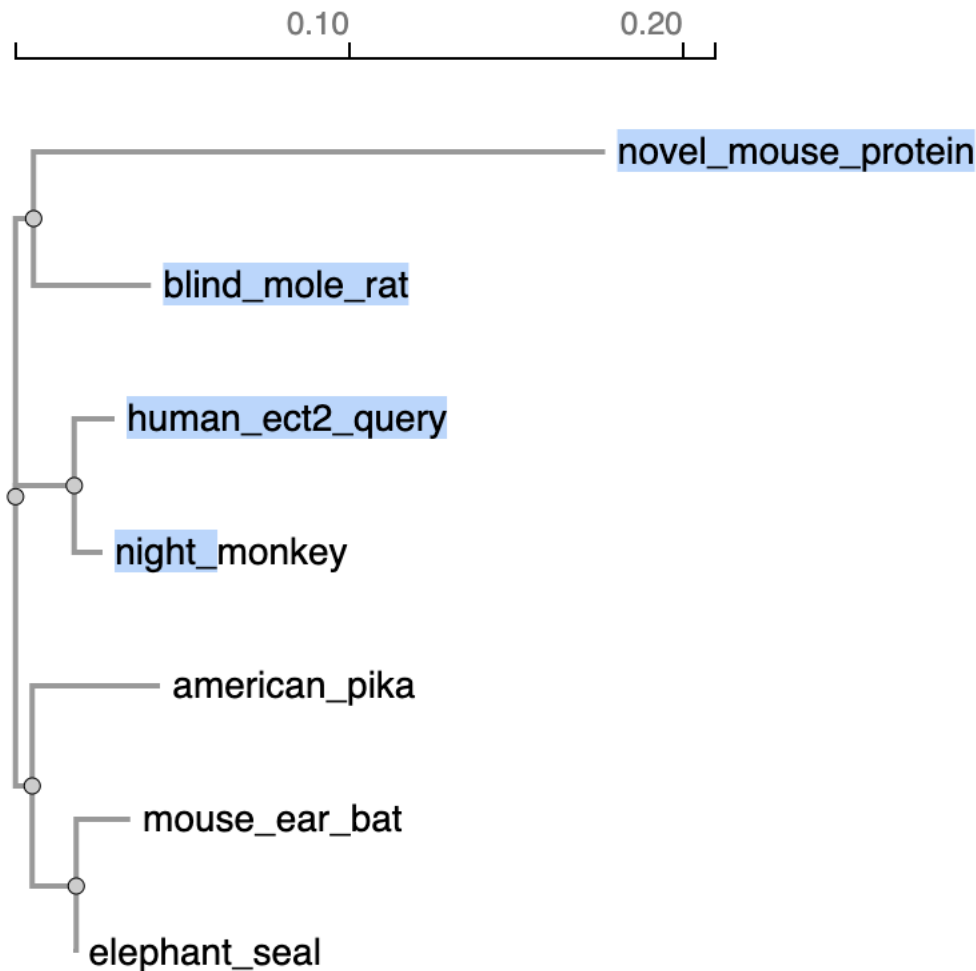 0.10 0.20
novel_mouse_protein
blind_mole_rat
human_ect2_query
night_monkey
american_pika
mouse_ear_bat
elephant_seal